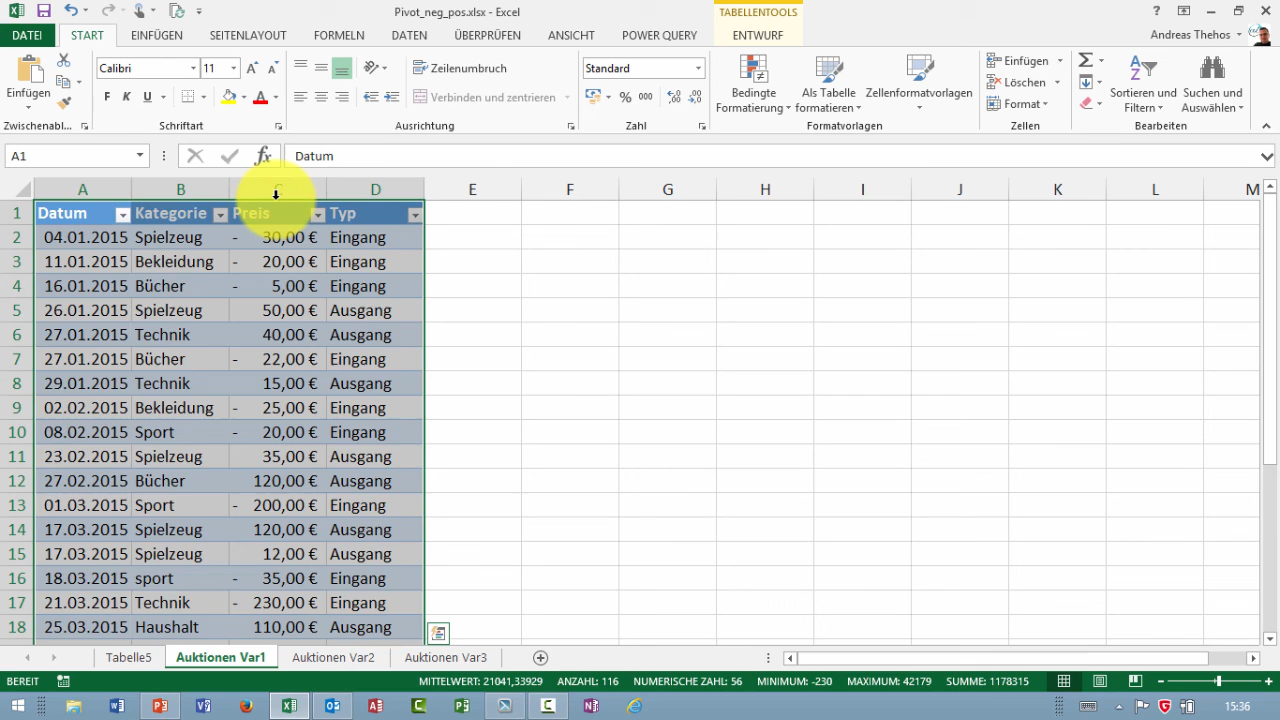 Pivot_neg_pos.xlsx - Excel
TABELLENTOOLS
DATEI START EINFÜGEN SEITENLAYOUT FORMELN DATEN ÜBERPRÜFEN ANSICHT POWER QUERY ENTWURF Andreas Thehos
Einfügen
Calibri 11
F K U
Zeilenumbruch
Verbinden und zentrieren
Standard
% 000
Bedingte Formatierung
Als Tabelle formatieren
Zellenformatvorlagen
Einfügen
Löschen
Format
Sortieren und Filtern
Suchen und Auswählen
Zwischenabl... Schriftart Ausrichtung Zahl Formatvorlagen Zellen Bearbeiten
A1 fx Datum
A B C D E F G H I J K L M
1 Datum Kategorie Preis Typ
2 04.01.2015 Spielzeug - 30,00 € Eingang
3 11.01.2015 Bekleidung - 20,00 € Eingang
4 16.01.2015 Bücher - 5,00 € Eingang
5 26.01.2015 Spielzeug 50,00 € Ausgang
6 27.01.2015 Technik 40,00 € Ausgang
7 27.01.2015 Bücher - 22,00 € Eingang
8 29.01.2015 Technik 15,00 € Ausgang
9 02.02.2015 Bekleidung - 25,00 € Eingang
10 08.02.2015 Sport - 20,00 € Eingang
11 23.02.2015 Spielzeug 35,00 € Ausgang
12 27.02.2015 Bücher 120,00 € Ausgang
13 01.03.2015 Sport - 200,00 € Eingang
14 17.03.2015 Spielzeug 120,00 € Ausgang
15 17.03.2015 Spielzeug 12,00 € Ausgang
16 18.03.2015 sport - 35,00 € Eingang
17 21.03.2015 Technik - 230,00 € Eingang
18 25.03.2015 Haushalt 110,00 € Ausgang
Tabelle5 Auktionen Var1 Auktionen Var2 Auktionen Var3
BEREIT MITTELWERT: 21041,33929 ANZAHL: 116 NUMERISCHE ZAHL: 56 MINIMUM: -230 MAXIMUM: 42179 SUMME: 1178315 100 %
15:36